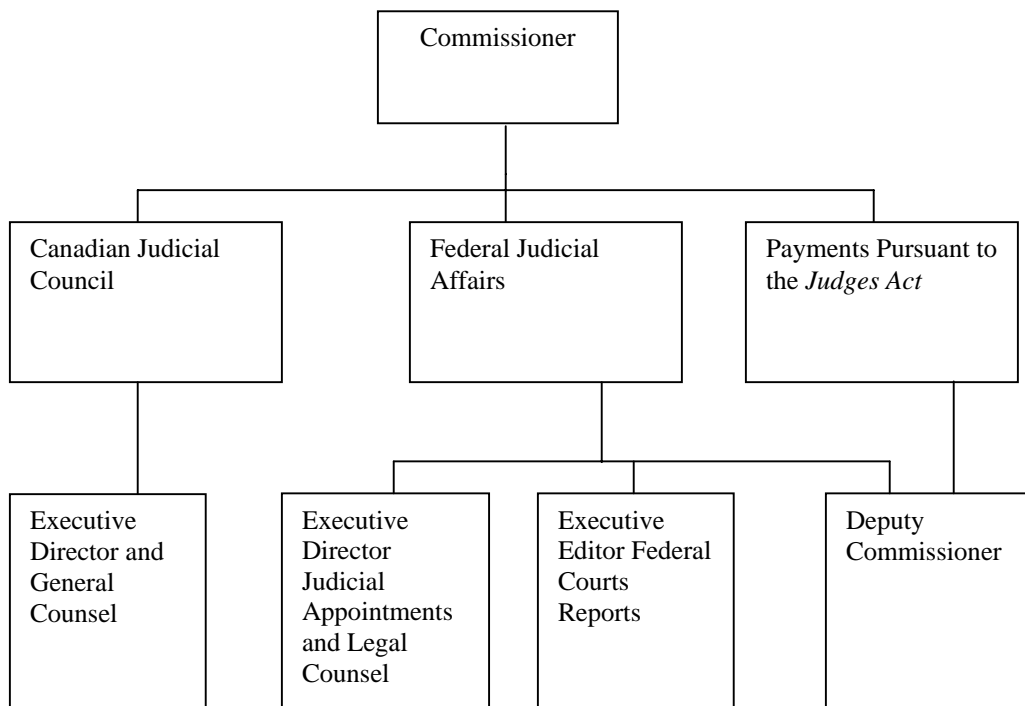 Commissioner
Canadian Judicial
Council
Federal Judicial
Affairs
Payments Pursuant to
the Judges Act
Executive
Director and
General
Counsel
Executive
Director
Judicial
Appointments
and Legal
Counsel
Executive
Editor Federal
Courts
Reports
Deputy
Commissioner